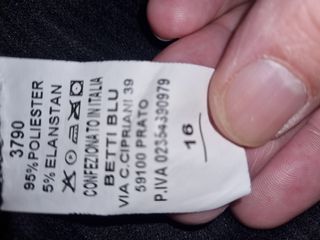 3790
95% POLIESTER
5% ELANSTAN
CONFEZIONATO IN ITALIA
BETTI BLU
VIA C.CIPRIANI 39
59100 PRATO
P.IVA 02354390979
16